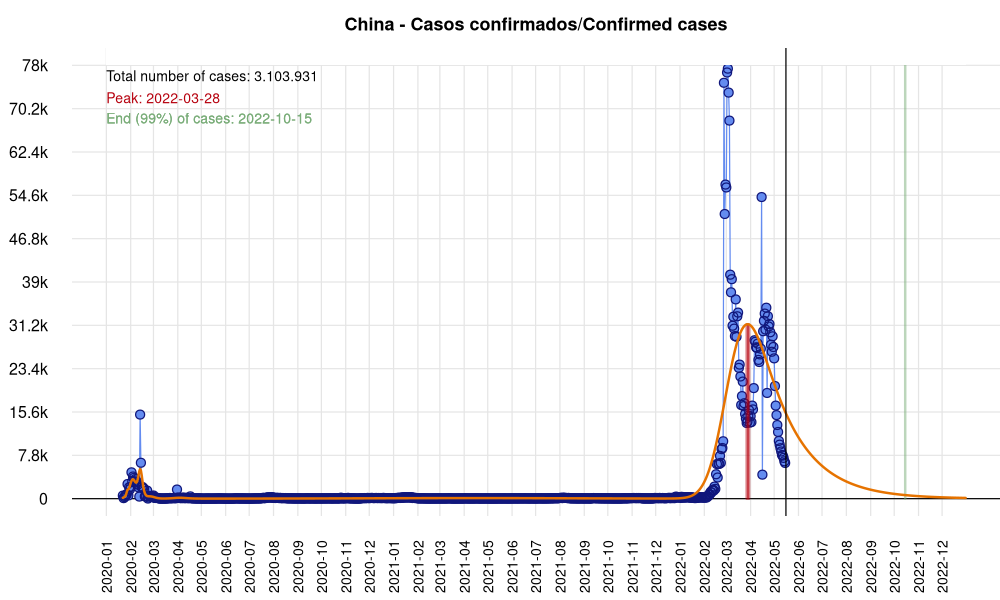 China - Casos confirmados/Confirmed cases
Total number of cases: 3.103.931
Peak: 2022-03-28
End (99%) of cases: 2022-10-15
78k
70.2k
62.4k
54.6k
46.8k
39k
31.2k
23.4k
15.6k
7.8k
0
2020-01
2020-02
2020-03
2020-04
2020-05
2020-06
2020-07
2020-08
2020-09
2020-10
2020-11
2020-12
2021-01
2021-02
2021-03
2021-04
2021-05
2021-06
2021-07
2021-08
2021-09
2021-10
2021-11
2021-12
2022-01
2022-02
2022-03
2022-04
2022-05
2022-06
2022-07
2022-08
2022-09
2022-10
2022-11
2022-12